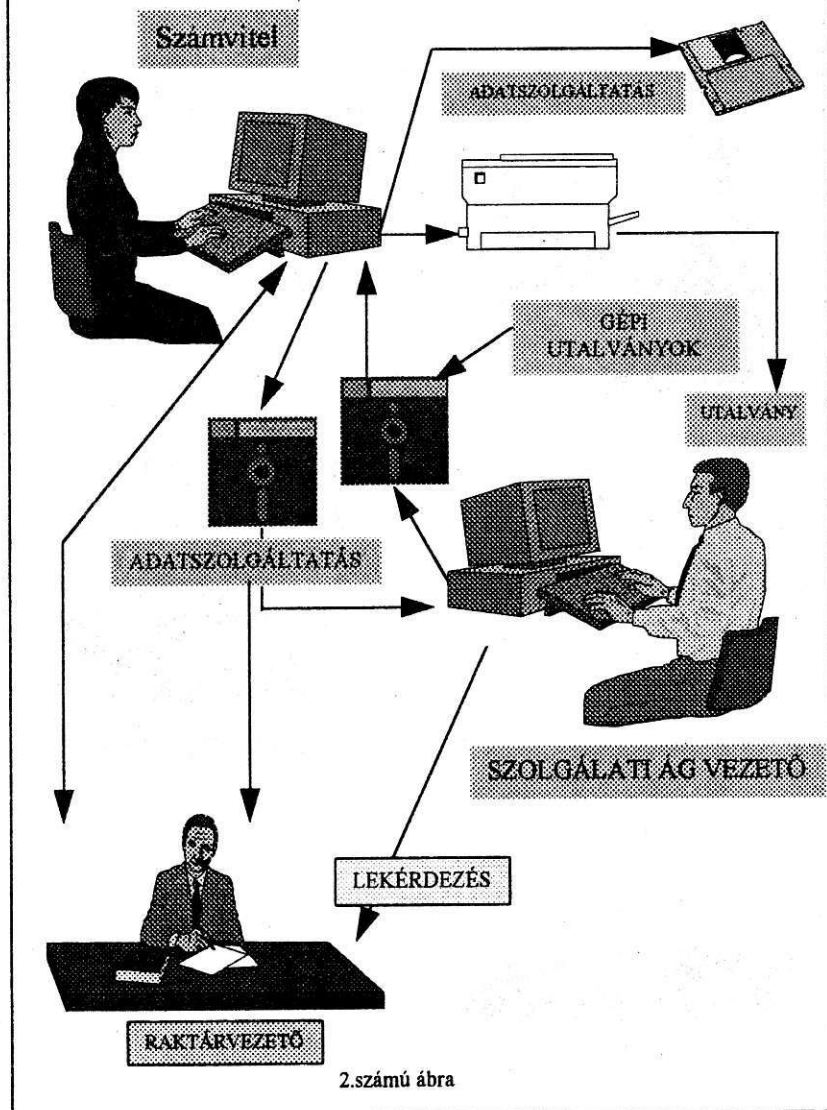 Számvitel
ADATSZOLGÁLTATÁS
GÉPI
UTALVÁNYOK
UTALVÁNY
ADATSZOLGÁLTATÁS
SZOLGÁLATI ÁG VEZETŐ
LEKÉRDEZÉS
RAKTÁRVEZETŐ
2.számú ábra